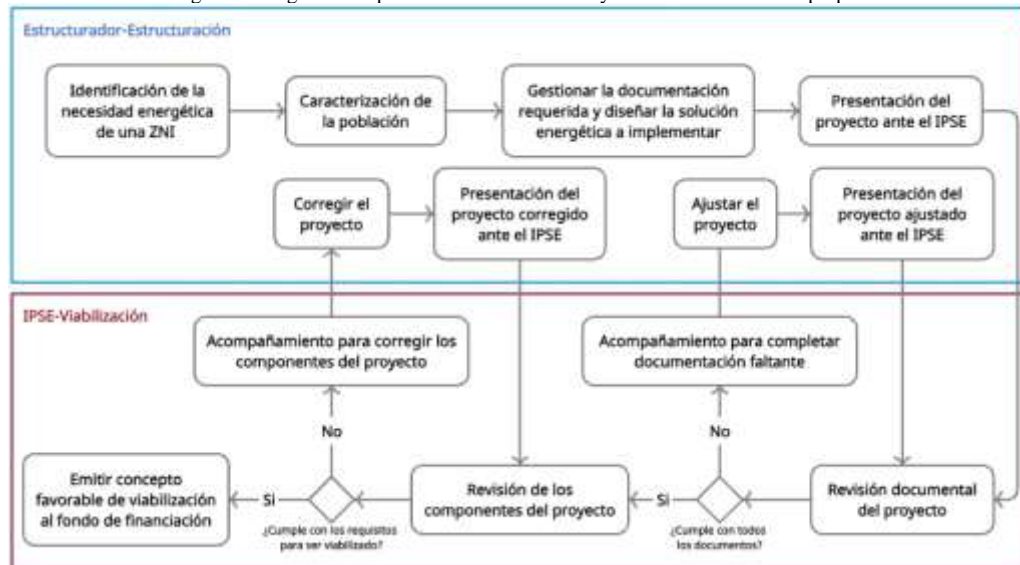 Estructurador-Estructuración
Identificación de la
necesidad energética
de una ZNI
Caracterización de
la población
Gestionar la documentación
requerida y diseñar la solución
energética a implementar
Presentación del
proyecto ante el IPSE
Corregir el
proyecto
Presentación del
proyecto corregido
ante el IPSE
Ajustar el
proyecto
Presentación del
proyecto ajustado
ante el IPSE
IPSE-Viabilización
Acompañamiento para corregir los
componentes del proyecto
Acompañamiento para completar
documentación faltante
No
No
Emitir concepto
favorable de viabilización
al fondo de financiación
Si
¿Cumple con los requisitos
para ser viabilizado?
Revisión de los
componentes del proyecto
Si
¿Cumple con todos
los documentos?
Revisión documental
del proyecto